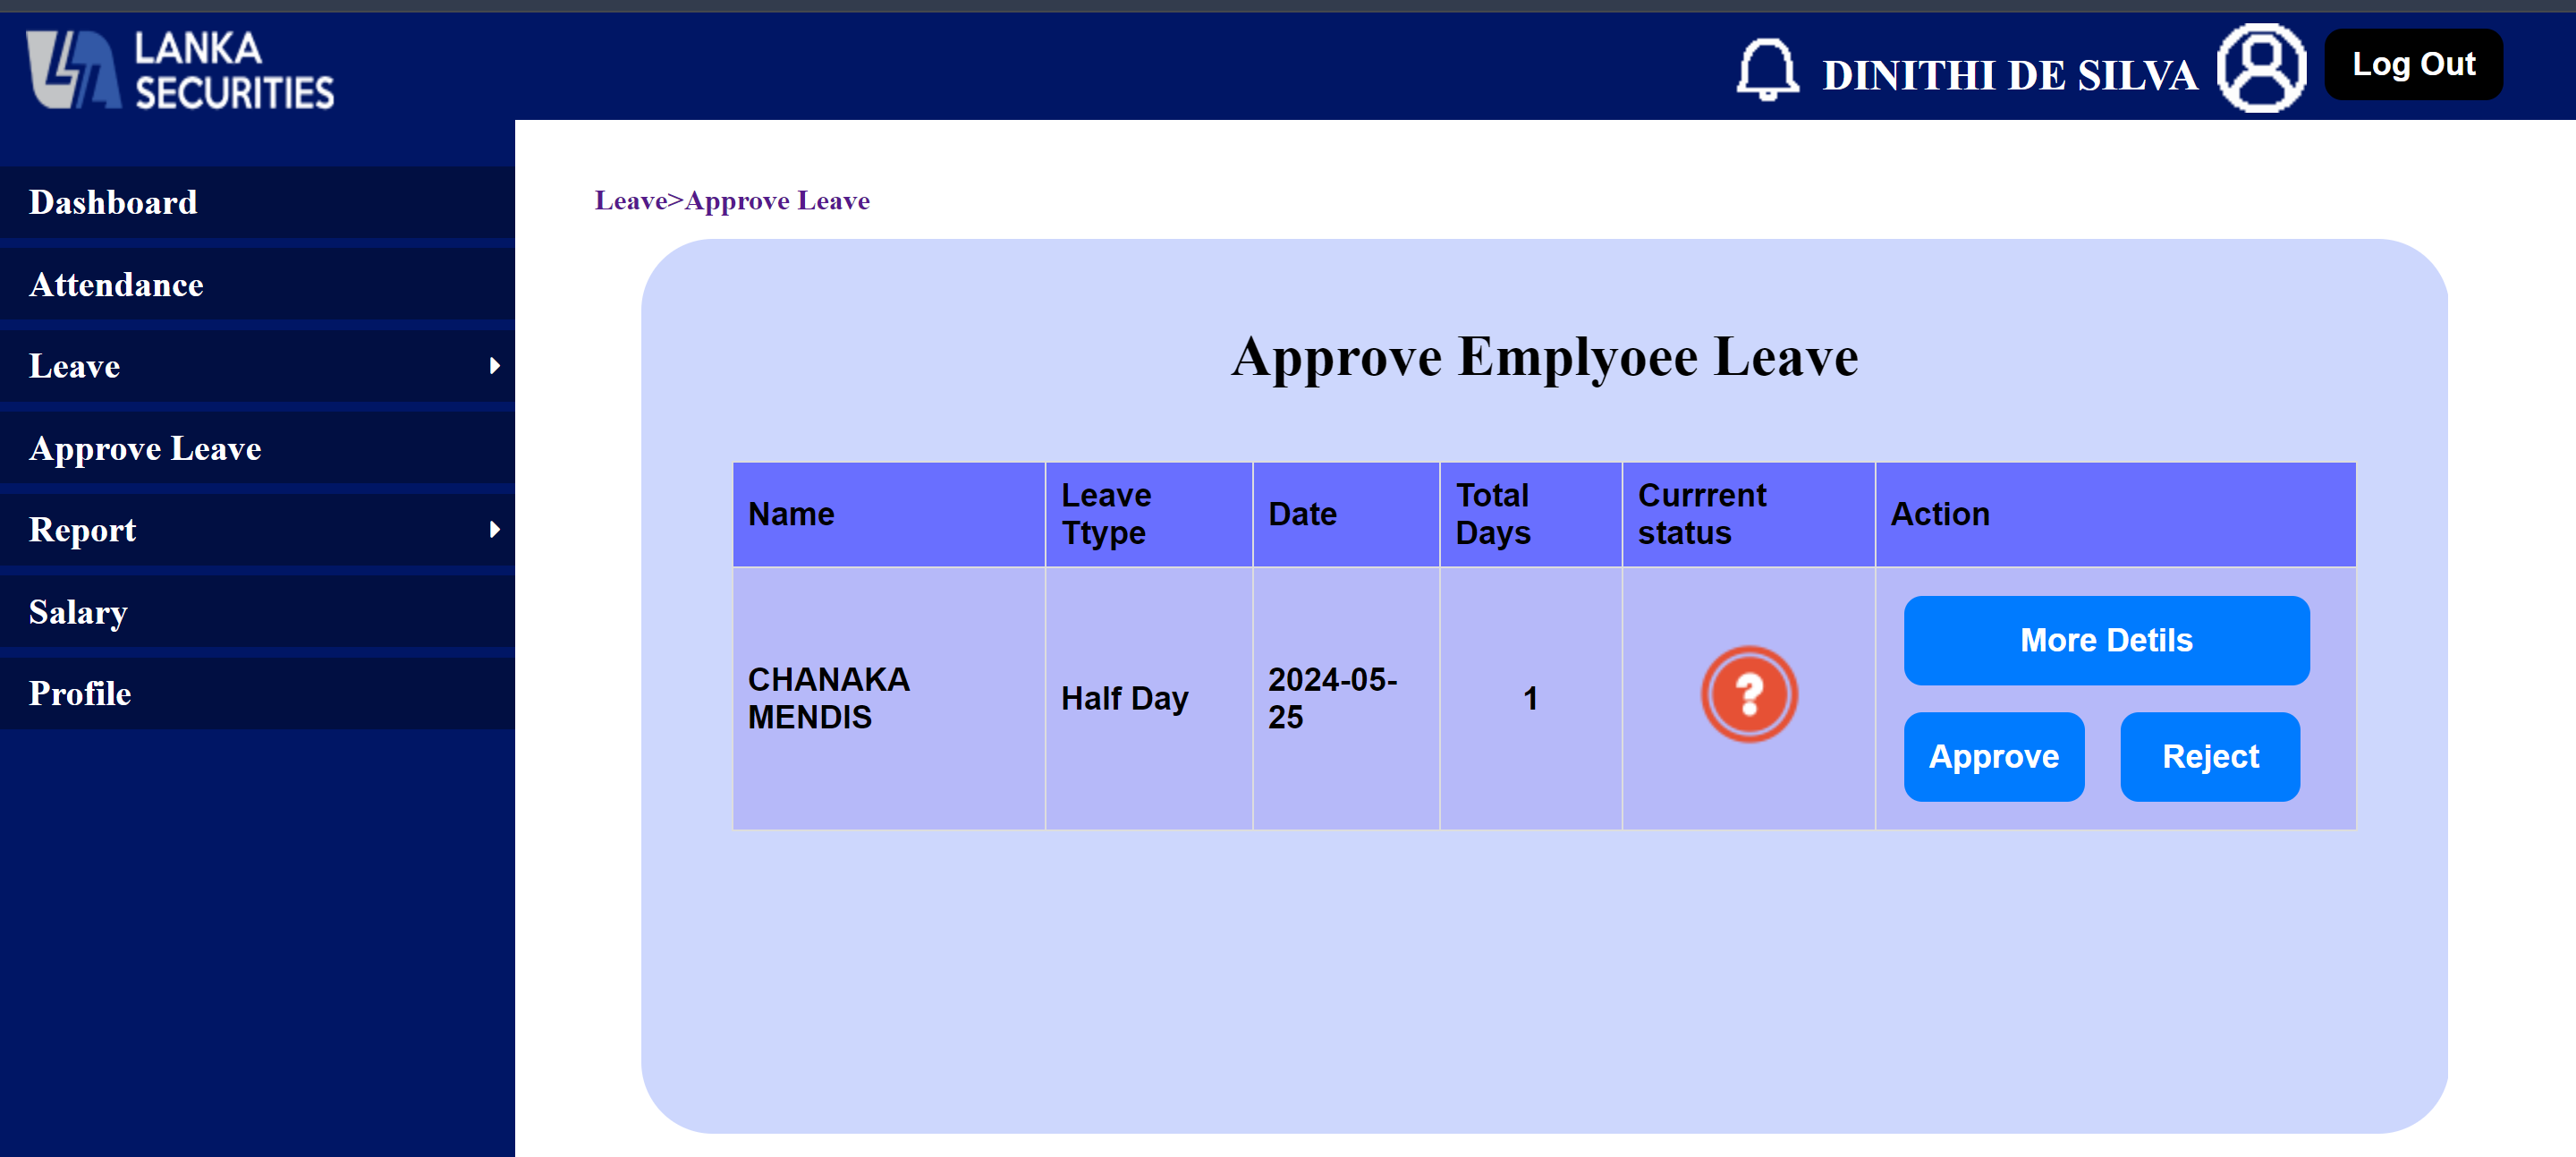 LANKA
SECURITIES
DINITHI DE SILVA
Log Out
Dashboard
Attendance
Leave
Approve Leave
Report
Salary
Profile
Leave>Approve Leave
Approve Emplyoee Leave
Name
Leave
Ttype
Date
Total
Days
Currrent
status
Action
CHANAKA
MENDIS
Half Day
2024-05-
25
1
?
More Detils
Approve
Reject